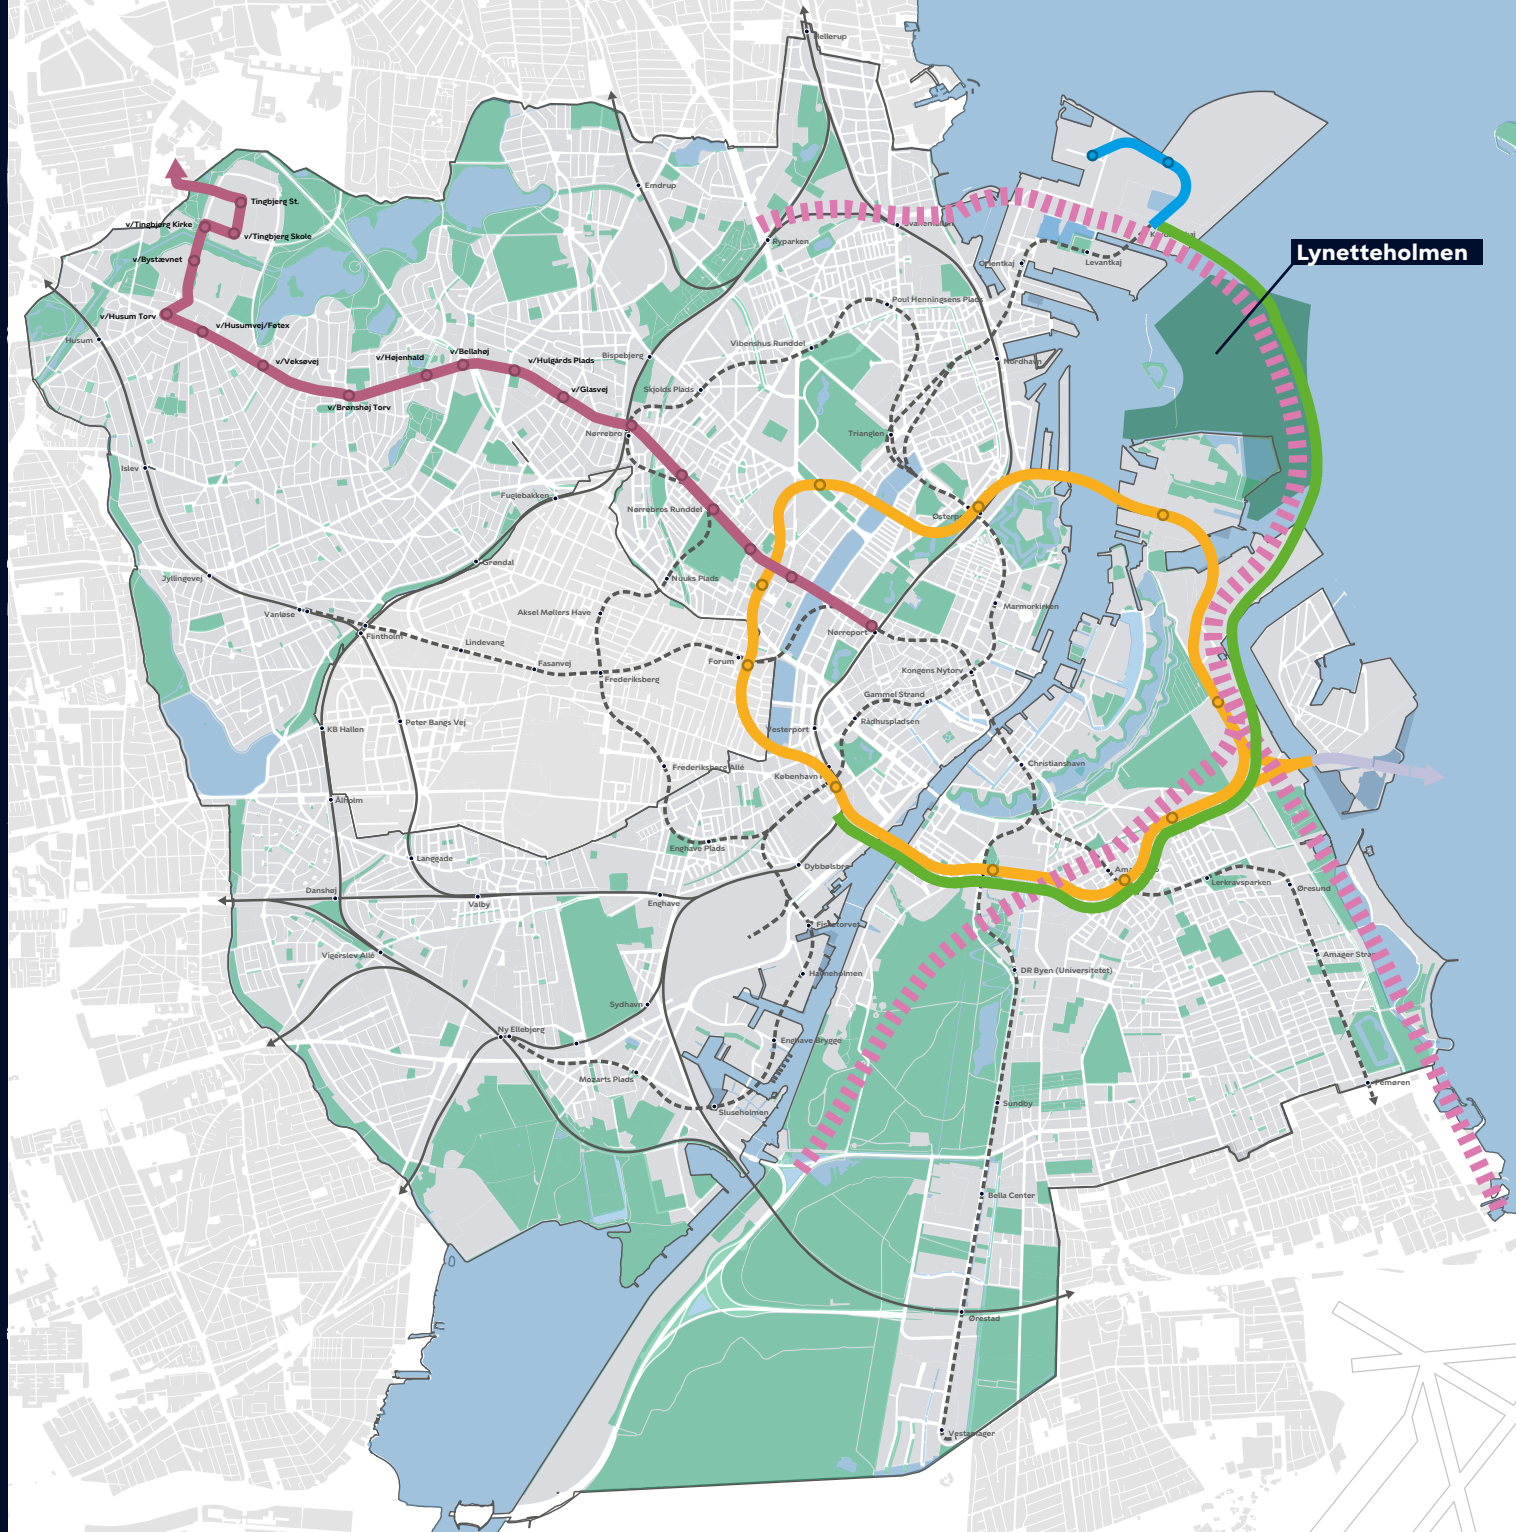 Hellerup
Emdrup
Tingbjerg St.
v/Tingbjerg Kirke
v/Tingbjerg Skole
Ryparken
Lynetteholmen
v/Bystævnet
Orientkaj
Levantkaj
Poul Henningsens Plads
v/Husum Torv
v/Husumvej/Føtex
Husum
Vibenshus Runddel
v/Højenhald
v/Bellahøj
v/Hulgårds Plads
Bispebjerg
v/Veksøvej
Nordhavn
Skjolds Plads
v/Glasvej
v/Brønshøj Torv
Nørrebro
Trianglen
Islev
Fuglebakken
Nørrebros Runddel
Østerp
Grøndal
Jyllingevej
Nuuks Plads
Vanløse
Aksel Møllers Have
Marmorkirken
Flintholm
Nørreport
Lindevang
Fasanvej
Forum
Kongens Nytorv
Frederiksberg
Gammel Strand
Peter Bangs Vej
KB Hallen
Vesterport
Rådhuspladsen
Christianshavn
Frederiksberg Allé
København
Ålholm
Enghave Plads
Langgade
Dybbølsbro
Lerkravsparken
Øresund
Danshøj
Valby
Enghave
Fisketorvet
Vigerslev Allé
Amager Stra
Havneholmen
DR Byen (Universitetet)
Sydhavn
Ny Ellebjerg
Enghave Brygge
Mozarts Plads
Femøren
Sluseholmen
Sundby
Bella Center
Ørestad
Vestamager